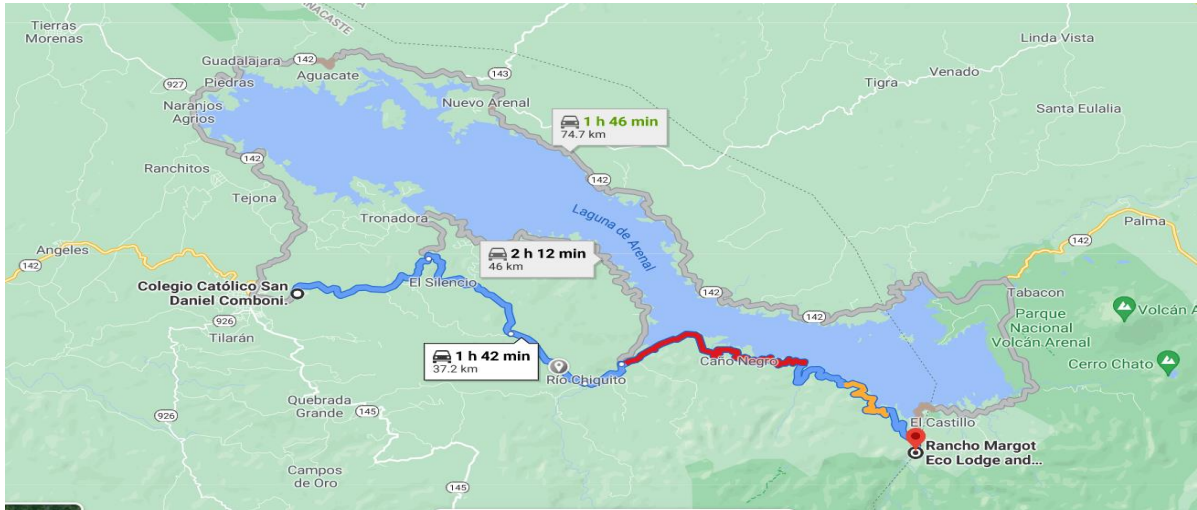 Tierras
Morenas
ANACASTE
Guadalajara
142
Aguacate
143
Linda Vista
Venado
Tigra
927
Piedras
Naranjos
Agrios
Nuevo Arenal
1 h 46 min
74.7 km
Santa Eulalia
142
Ranchitos
142
Tejona
Tronadora
Laguna de Arenal
Palma
Angeles
142
2 h 12 min
46 km
142
Colegio Católico San
Daniel Comboni.
El Silencio
142
142
Tabacon
Parque
Nacional
Volcán Arenal
Volcán A
926
Tilarán
1 h 42 min
37.2 km
Río Chiquito
Caño Negro
Cerro Chato
Quebrada
Grande
145
926
El Castillo
Rancho Margot
Eco Lodge and...
Campos
de Oro
145